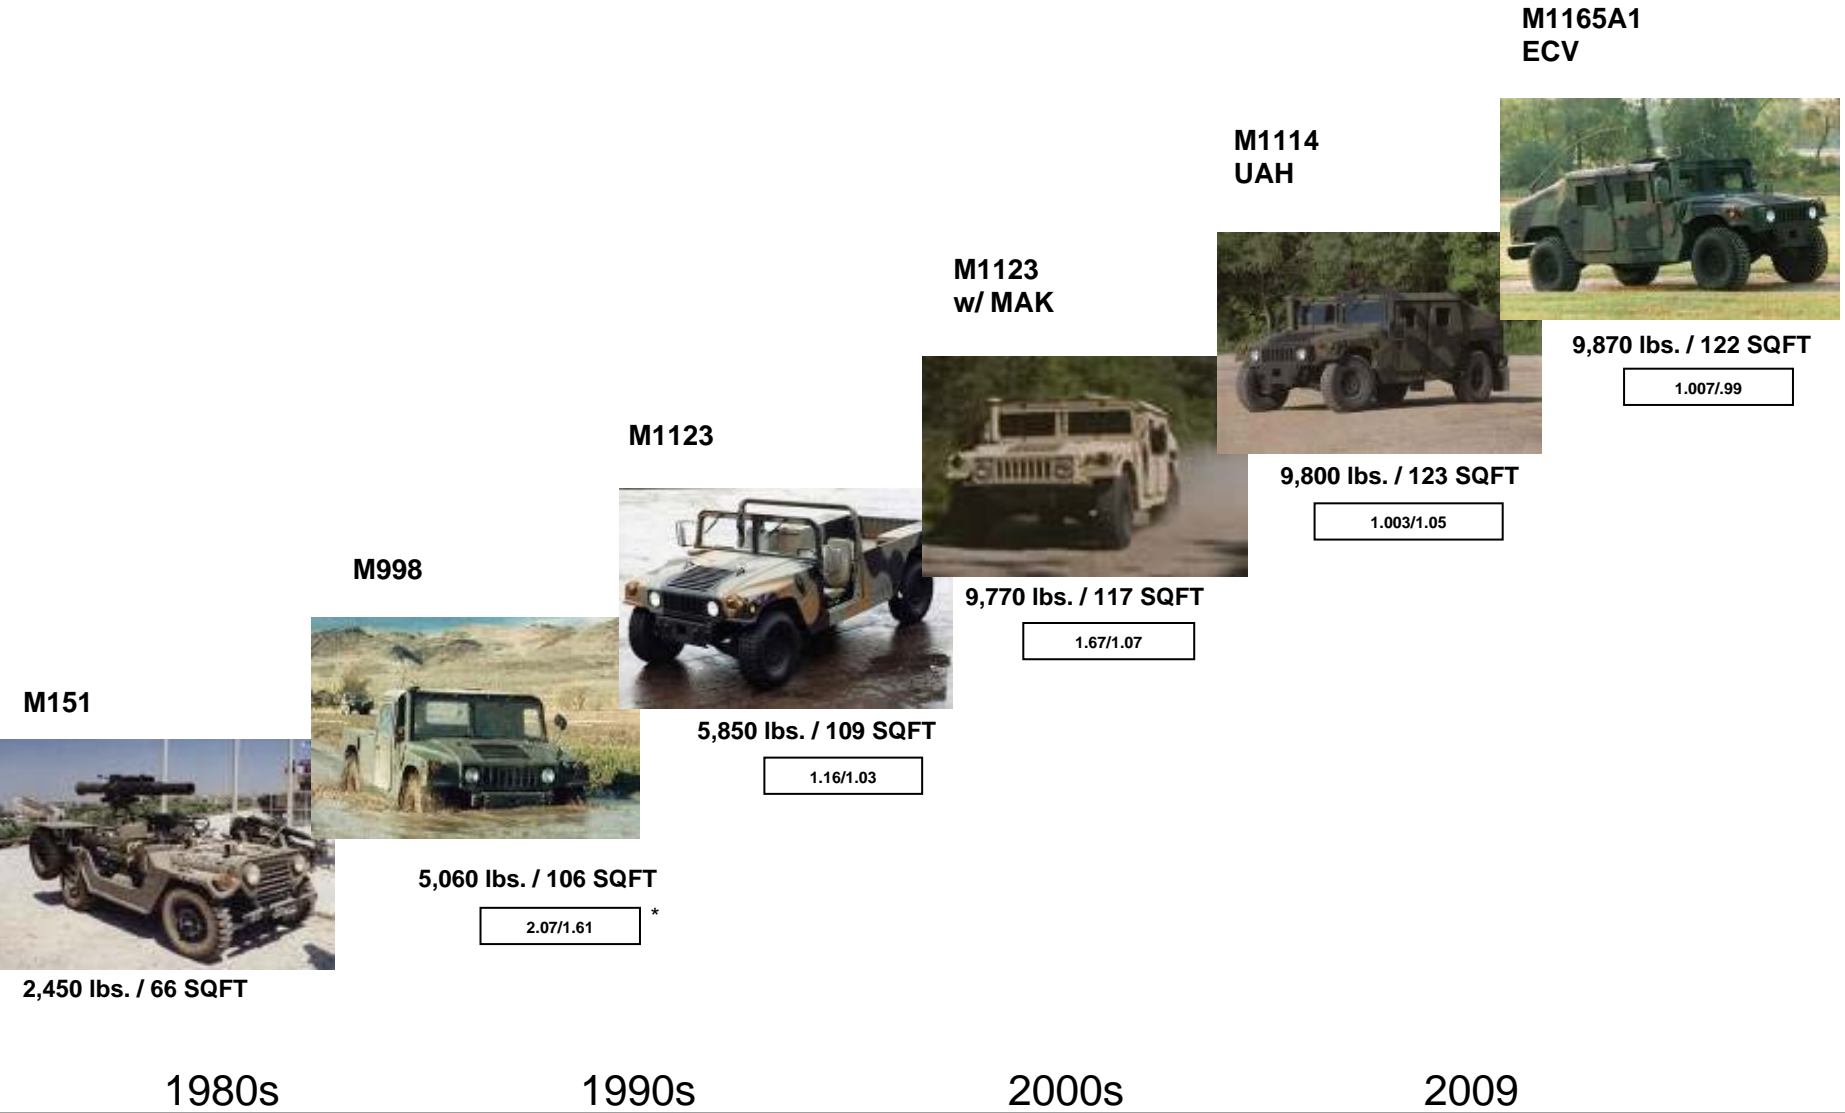 M1165A1
ECV
M1114
UAH
9,870 lbs. / 122 SQFT
1.007/.99
M1123
w/ MAK
9,800 lbs. / 123 SQFT
1.003/1.05
M1123
9,770 lbs. / 117 SQFT
1.67/1.07
M998
5,850 lbs. / 109 SQFT
1.16/1.03
M151
5,060 lbs. / 106 SQFT
2.07/1.61 *
2,450 lbs. / 66 SQFT
1980s 1990s 2000s 2009